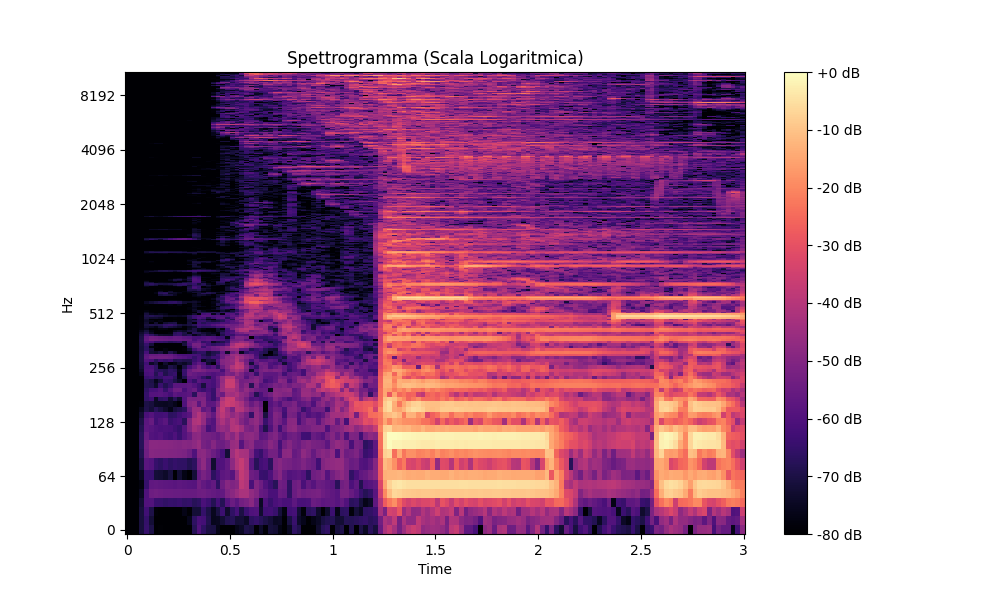 Spettrogramma (Scala Logaritmica)
8192
4096
2048
1024
512
256
128
64
0
Hz
0
0.5
1
1.5
2
2.5
3
Time
+0 dB
-10 dB
-20 dB
-30 dB
-40 dB
-50 dB
-60 dB
-70 dB
-80 dB